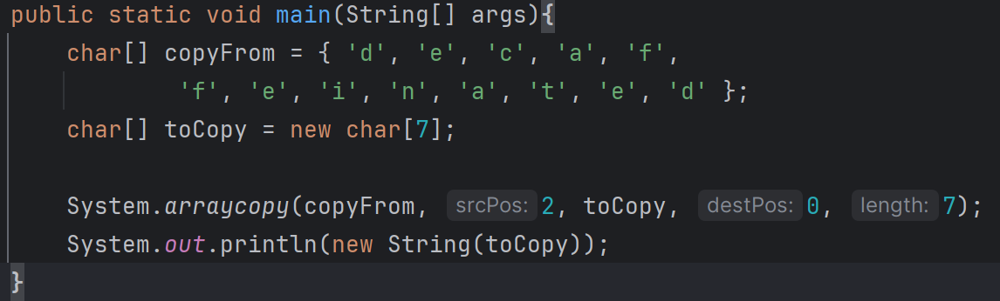 public static void main(String[] args){
char[] copyFrom = { 'd', 'e', 'c', 'a', 'f',
'f', 'e', 'i', 'n', 'a', 't', 'e', 'd' };
char[] toCopy = new char[7];
System.arraycopy(copyFrom, srcPos: 2, toCopy, destPos: 0, length: 7);
System.out.println(new String(toCopy));
}